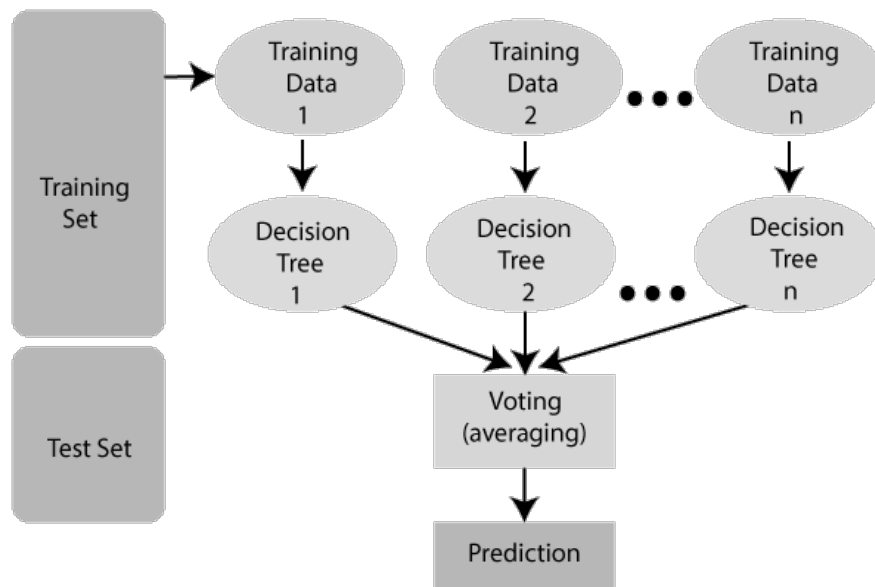 Training
Set
Training
Data
1
Training
Data
2
Training
Data
n
Decision
Tree
1
Decision
Tree
2
Decision
Tree
n
Test Set
Voting
(averaging)
Prediction